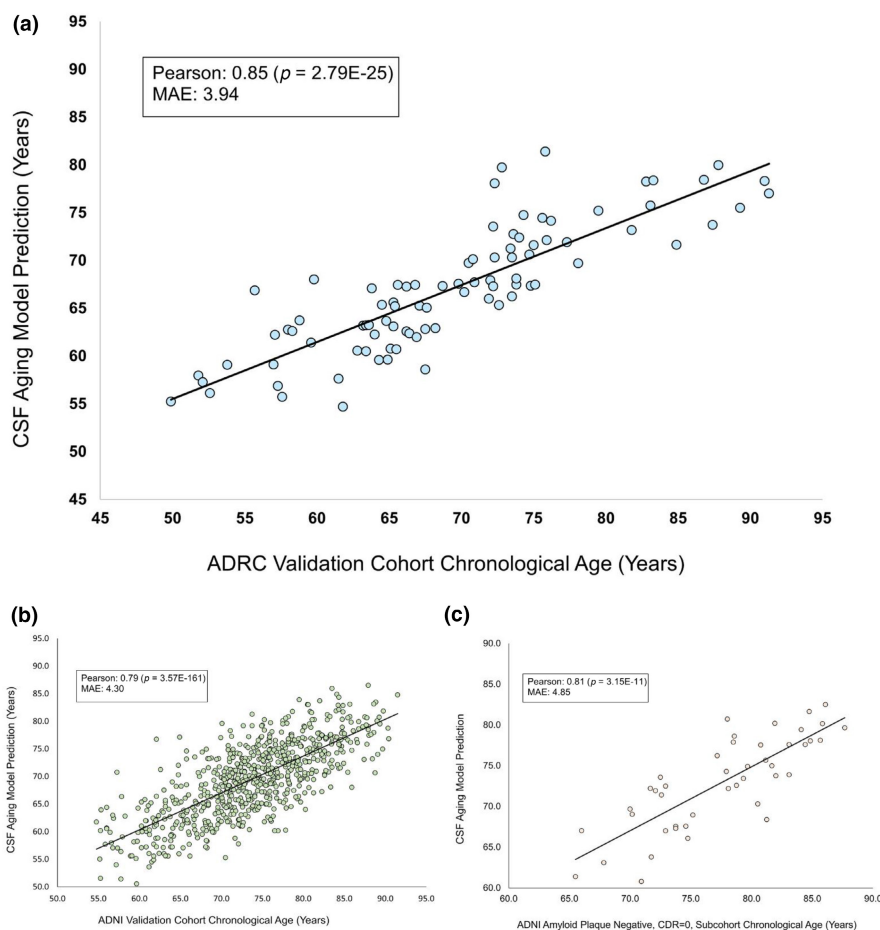 (a)
95
90
85
80
75
70
65
60
55
50
45
CSF Aging Model Prediction (Years)
Pearson: 0.85 (p = 2.79E-25)
MAE: 3.94
45 50 55 60 65 70 75 80 85 90 95
ADRC Validation Cohort Chronological Age (Years)
(b)
95.0
90.0
85.0
80.0
75.0
70.0
65.0
60.0
55.0
50.0
CSF Aging Model Prediction (Years)
Pearson: 0.79 (p = 3.57E-161)
MAE: 4.30
50.0 55.0 60.0 65.0 70.0 75.0 80.0 85.0 90.0 95.0
ADNI Validation Cohort Chronological Age (Years)
(c)
90.0
85.0
80.0
75.0
70.0
65.0
60.0
CSF Aging Model Prediction
Pearson: 0.81 (p = 3.15E-11)
MAE: 4.85
60.0 65.0 70.0 75.0 80.0 85.0 90.0
ADNI Amyloid Plaque Negative, CDR=0, Subcohort Chronological Age (Years)